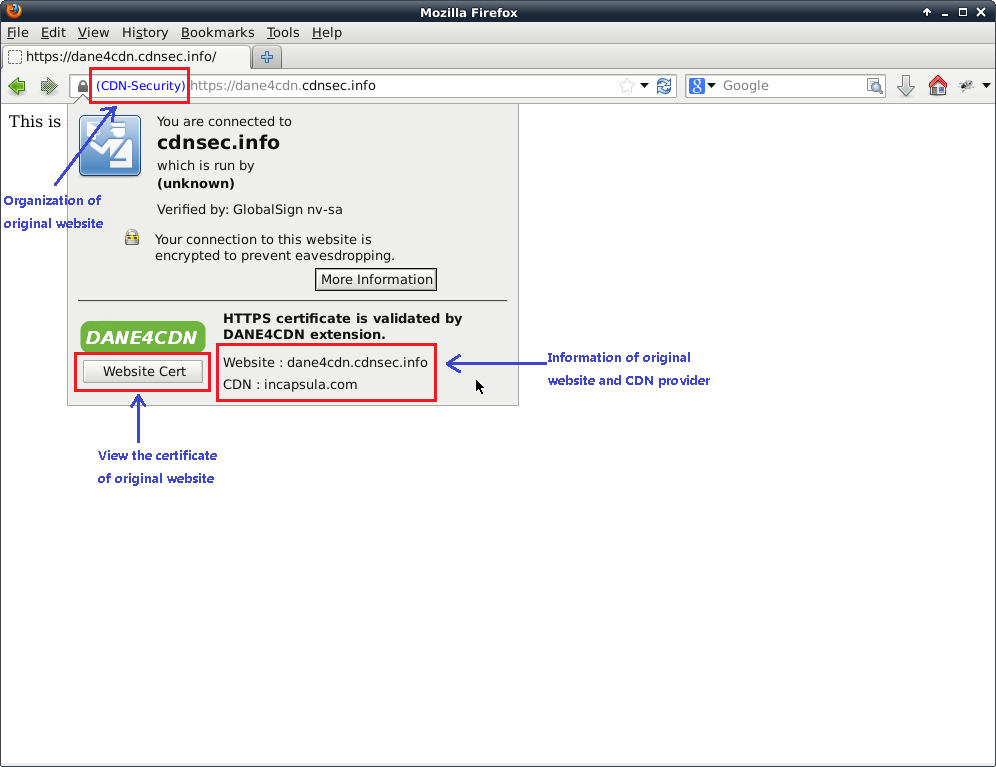 Mozilla Firefox
File Edit View History Bookmarks Tools Help
https://dane4cdn.cdnsec.info/
(CDN-Security) https://dane4cdn.cdnsec.info
8 Google
This is
You are connected to
cdnsec.info
which is run by
(unknown)
Verified by: GlobalSign nv-sa
Organization of
original website
Your connection to this website is
encrypted to prevent eavesdropping.
More Information
HTTPS certificate is validated by
DANE4CDN extension.
DANE4CDN
Website Cert
Website : dane4cdn.cdnsec.info
CDN : incapsula.com
Information of original
website and CDN provider
View the certificate
of original website